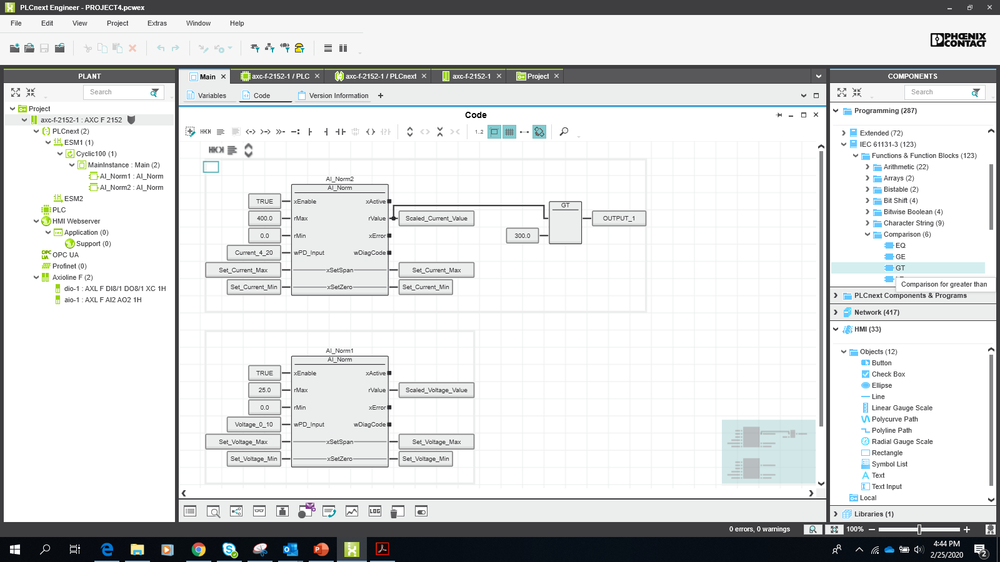 PLCnext Engineer - PROJECT4.pcwex
File Edit View Project Extras Window Help
PHOENIX CONTACT
PLANT
Search
Project
axc-f-2152-1 : AXC F 2152
PLCnext (2)
ESM1 (1)
Cyclic100 (1)
MainInstance : Main (2)
AI_Norm1 : AI_Norm
AI_Norm2 : AI_Norm
ESM2
PLC
HMI Webserver
Application (0)
Support (0)
OPC UA
Profinet (0)
Axioline F (2)
dio-1 : AXL F DI8/1 DO8/1 XC 1H
aio-1 : AXL F AI2 AO2 1H
Main axc-f-2152-1 / PLC axc-f-2152-1 / PLCnext axc-f-2152-1 Project
Variables Code Version Information
Code
1..2
AI_Norm2
AI_Norm
TRUE xEnable xActive
GT
400.0 rMax rValue Scaled_Current_Value OUTPUT_1
0.0 rMin xError 300.0
Current_4_20 wPD_Input wDiagCode
Set_Current_Max xSetSpan Set_Current_Max
Set_Current_Min xSetZero Set_Current_Min
AI_Norm1
AI_Norm
TRUE xEnable xActive
25.0 rMax rValue Scaled_Voltage_Value
0.0 rMin xError
Voltage_0_10 wPD_Input wDiagCode
Set_Voltage_Max xSetSpan Set_Voltage_Max
Set_Voltage_Min xSetZero Set_Voltage_Min
LOG
COMPONENTS
Search
Programming (287)
Extended (72)
IEC 61131-3 (123)
Functions & Function Blocks (123)
Arithmetic (22)
Arrays (2)
Bistable (2)
Bit Shift (4)
Bitwise Boolean (4)
Character String (9)
Comparison (6)
EQ
GE
GT
Comparison for greater than
PLCnext Components & Programs
Network (417)
HMI (33)
Objects (12)
Button
Check Box
Ellipse
Line
Linear Gauge Scale
Polycurve Path
Polyline Path
Radial Gauge Scale
Rectangle
Symbol List
Text
Text Input
Local
Libraries (1)
0 errors, 0 warnings 100%
4:44 PM
2/25/2020
2